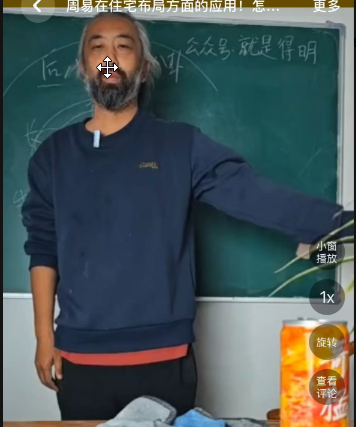 周易在住宅布局方面的应用！怎...
更多
公众号：就是得明
小窗
播放
1x
旋转
查看
评论